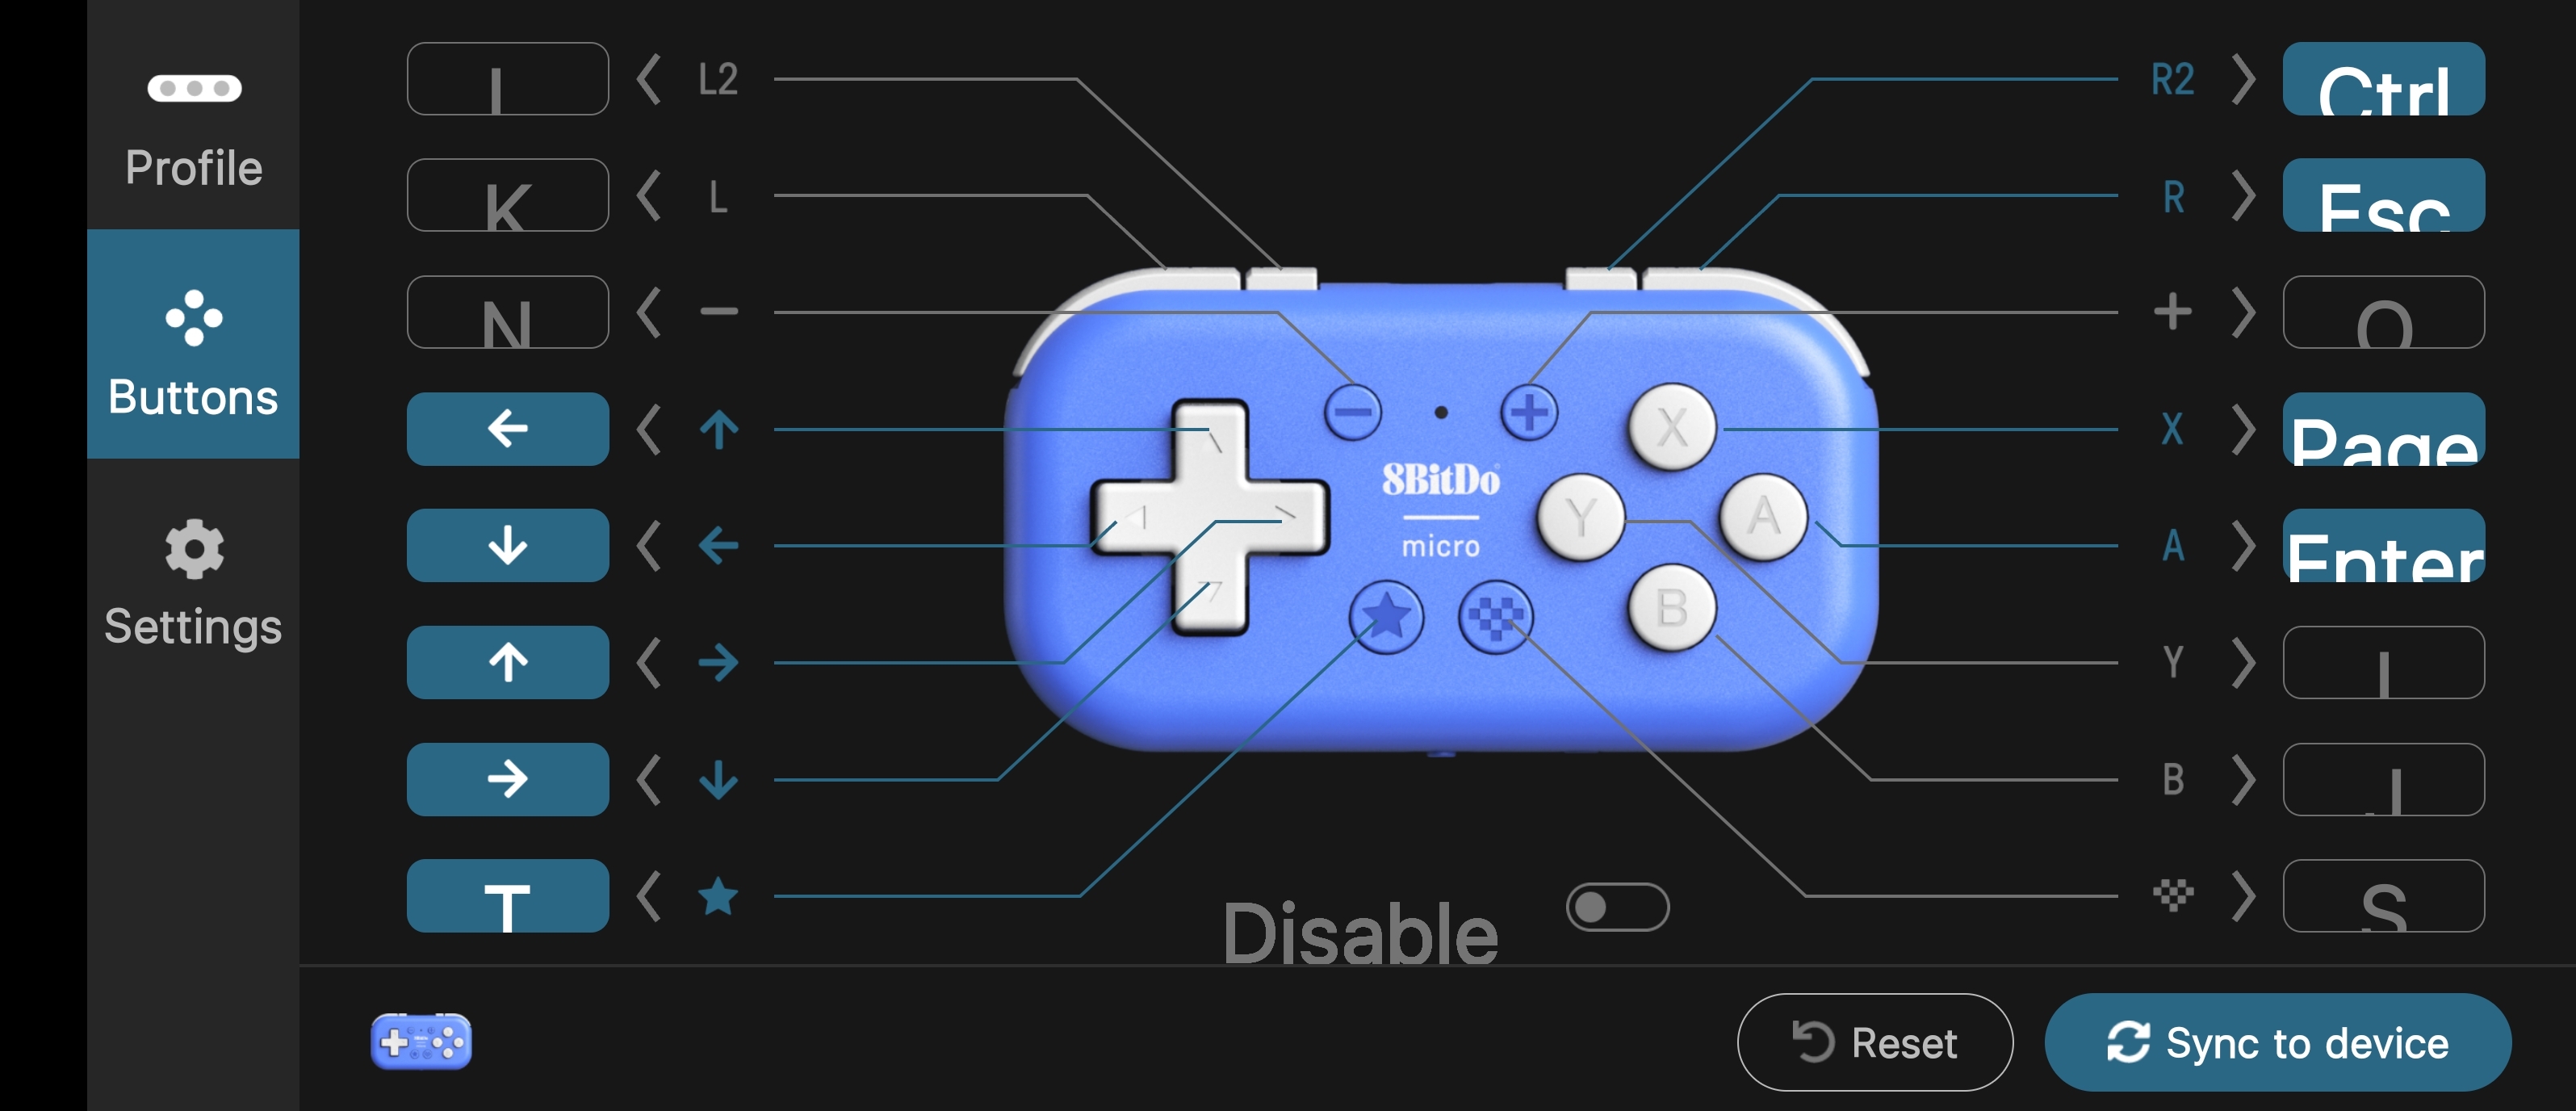 L2
R2
Ctrl
Profile
K
L
R
Esc
N
O
Buttons
X
X
Page
8BitDo
Y
A
micro
A
Enter
Settings
B
Y
I
B
J
T
S
Disable
Reset
Sync to device